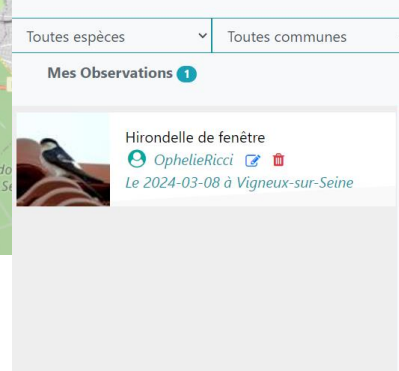 Toutes espèces Toutes communes
Mes Observations 1
Hirondelle de fenêtre
OphelieRicci
Le 2024-03-08 à Vigneux-sur-Seine